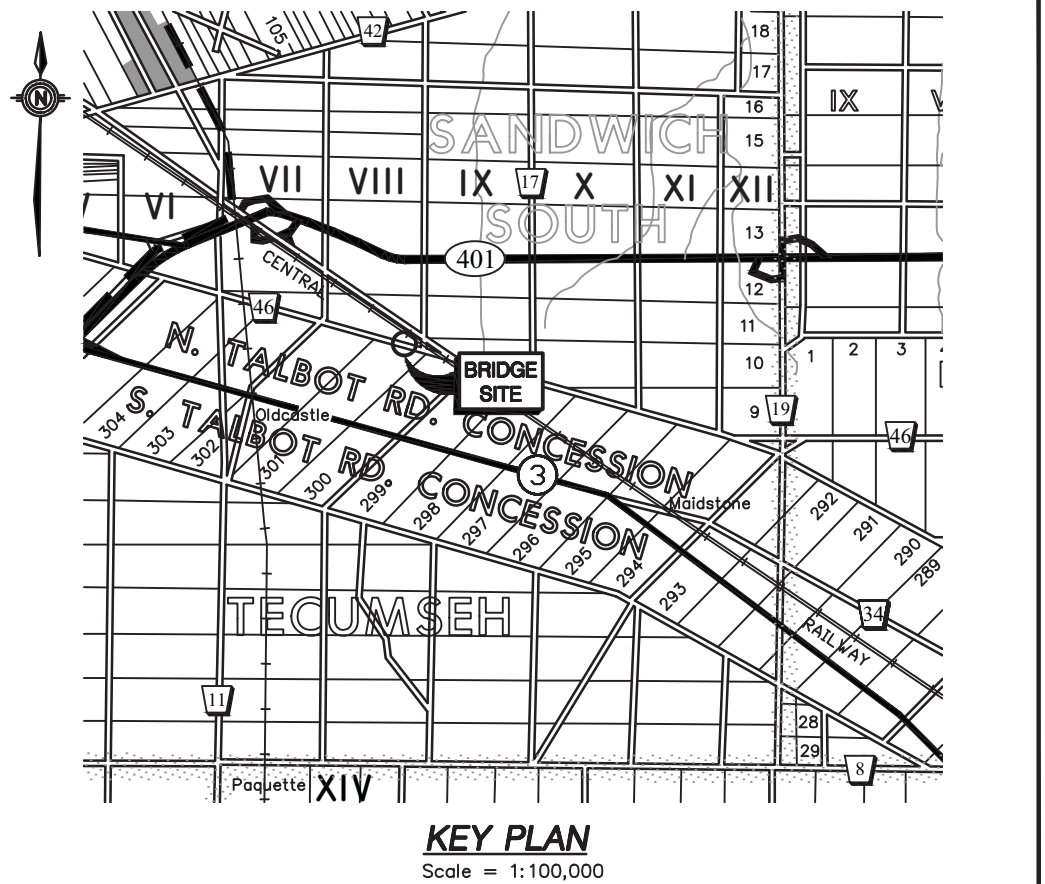 42
105
18
17
16
IX
SANDWICH
15
VII
VIII
IX
17
X
XI
XII
VI
SOUTH
13
401
CENTRAL
12
46
11
N. TALBOT RD. CONCESSION
BRIDGE
SITE
10
1
2
3
9
19
46
S. TALBOT RD. CONCESSION
Oldcastle
3
Maidstone
304
303
302
301
300
299
298
297
296
295
294
293
292
291
290
289
TECUMSEH
34
RAILWAY
11
28
29
8
Paquette
XIV
N
KEY PLAN
Scale = 1:100,000